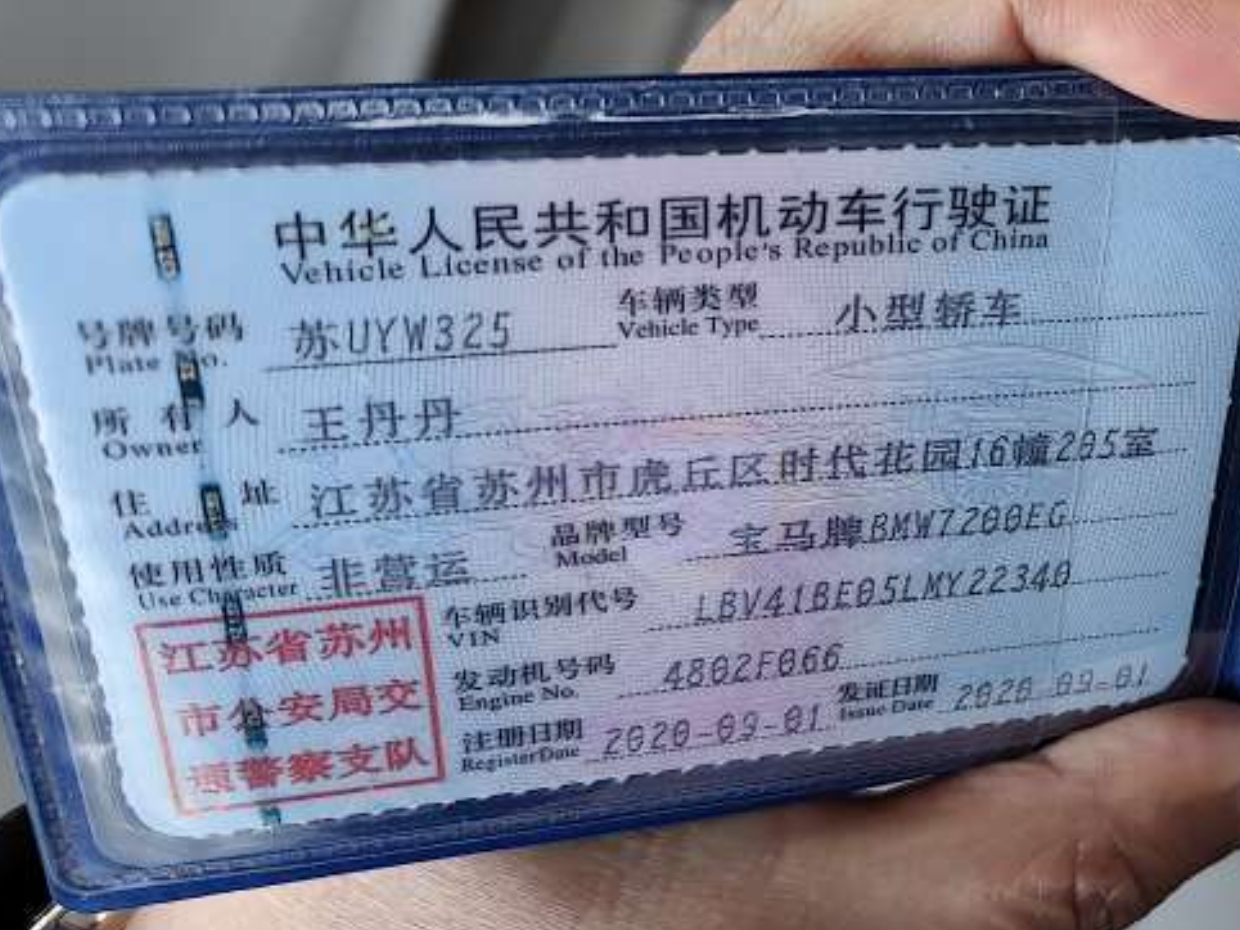 中华人民共和国机动车行驶证
Vehicle License of the People's Republic of China
号牌号码 苏UYW325 车辆类型 小型轿车
Plate No. Vehicle Type
所有人 王丹丹
Owner
住址 江苏省苏州市虎丘区时代花园16幢205室
Address
使用性质 非营运 品牌型号 宝马牌BMW7200EG
Use Character Model
江苏省苏州
市公安局交
通警察支队
车辆识别代号 LBV41BE05LMY22340
VIN
发动机号码 4802F066
Engine No.
注册日期 2020-09-01 发证日期 2020-09-01
Register Date Issue Date